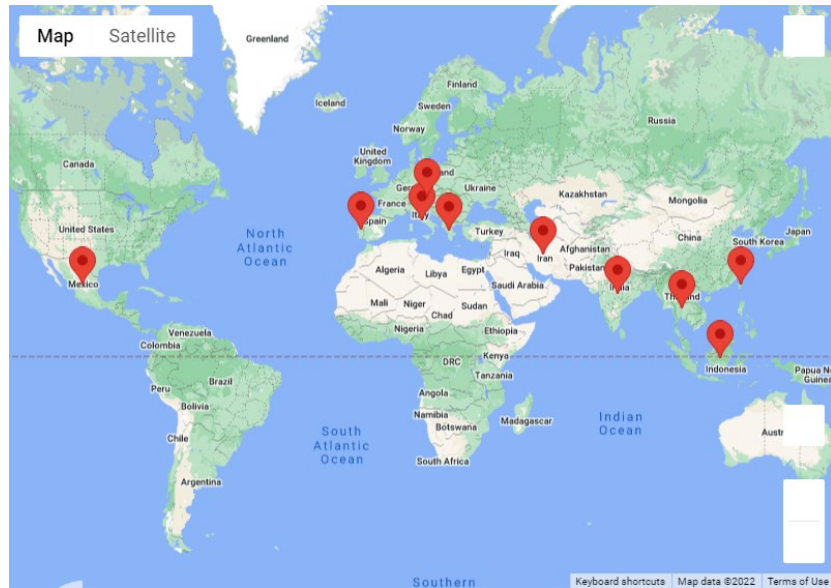 Map Satellite
Greenland
Iceland
Finland
Sweden
Norway
Russia
Canada
United
Kingdom
Ukraine
Kazakhstan
Mongolia
France
Spain
Italy
Turkey
United States
North
Atlantic
Ocean
China
South Korea
Japan
Iraq
Iran
Afghanistan
Pakistan
Algeria
Libya
Egypt
Saudi Arabia
Mexico
India
Thailand
Mali
Niger
Chad
Sudan
Nigeria
Ethiopia
Venezuela
Colombia
DRC
Kenya
Tanzania
Indonesia
Papua N
Guine
Brazil
Peru
Bolivia
Angola
Namibia
Botswana
Madagascar
Indian
Ocean
Chile
South
Atlantic
Ocean
South Africa
Argentina
Austr
Southern
Keyboard shortcuts Map data ©2022 Terms of Use